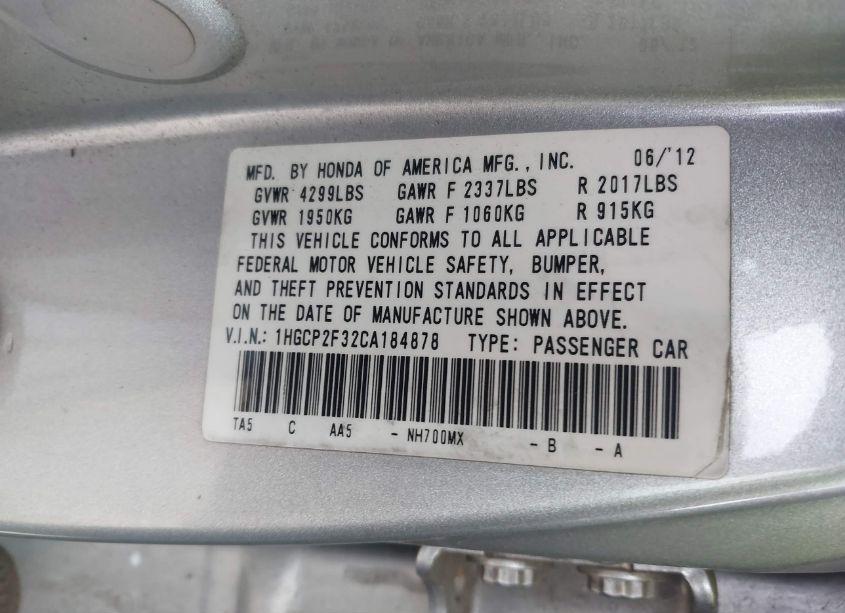 MFD. BY HONDA OF AMERICA MFG., INC. 06/'12
GVWR 4299LBS GAWR F 2337LBS R 2017LBS
GVWR 1950KG GAWR F 1060KG R 915KG
THIS VEHICLE CONFORMS TO ALL APPLICABLE
FEDERAL MOTOR VEHICLE SAFETY, BUMPER,
AND THEFT PREVENTION STANDARDS IN EFFECT
ON THE DATE OF MANUFACTURE SHOWN ABOVE.
V.I.N.: 1HGCP2F32CA184878 TYPE: PASSENGER CAR
TA5 C AA5 - NH700MX - B - A